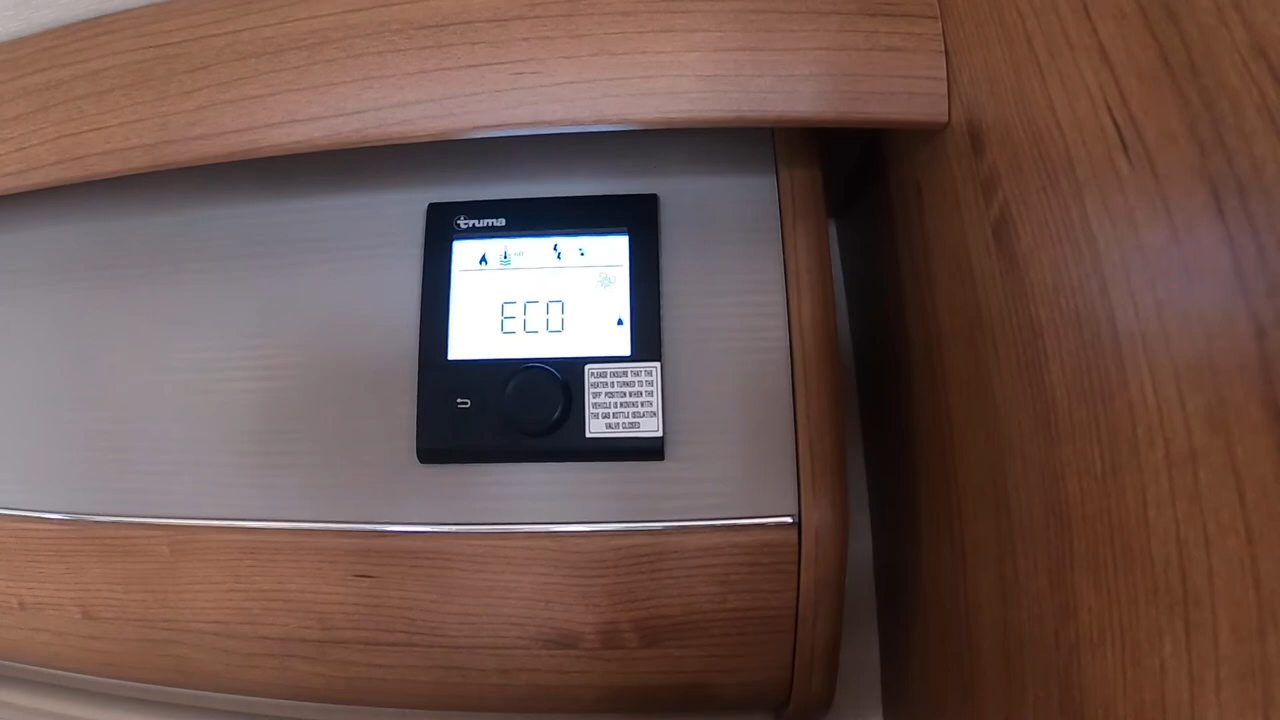 truma
OFF
ECO
PLEASE ENSURE THAT THE
HEATER IS TURNED TO THE
'OFF' POSITION WHEN THE
VEHICLE IS MOVING WITH
THE GAS BOTTLE ISOLATION
VALVE CLOSED